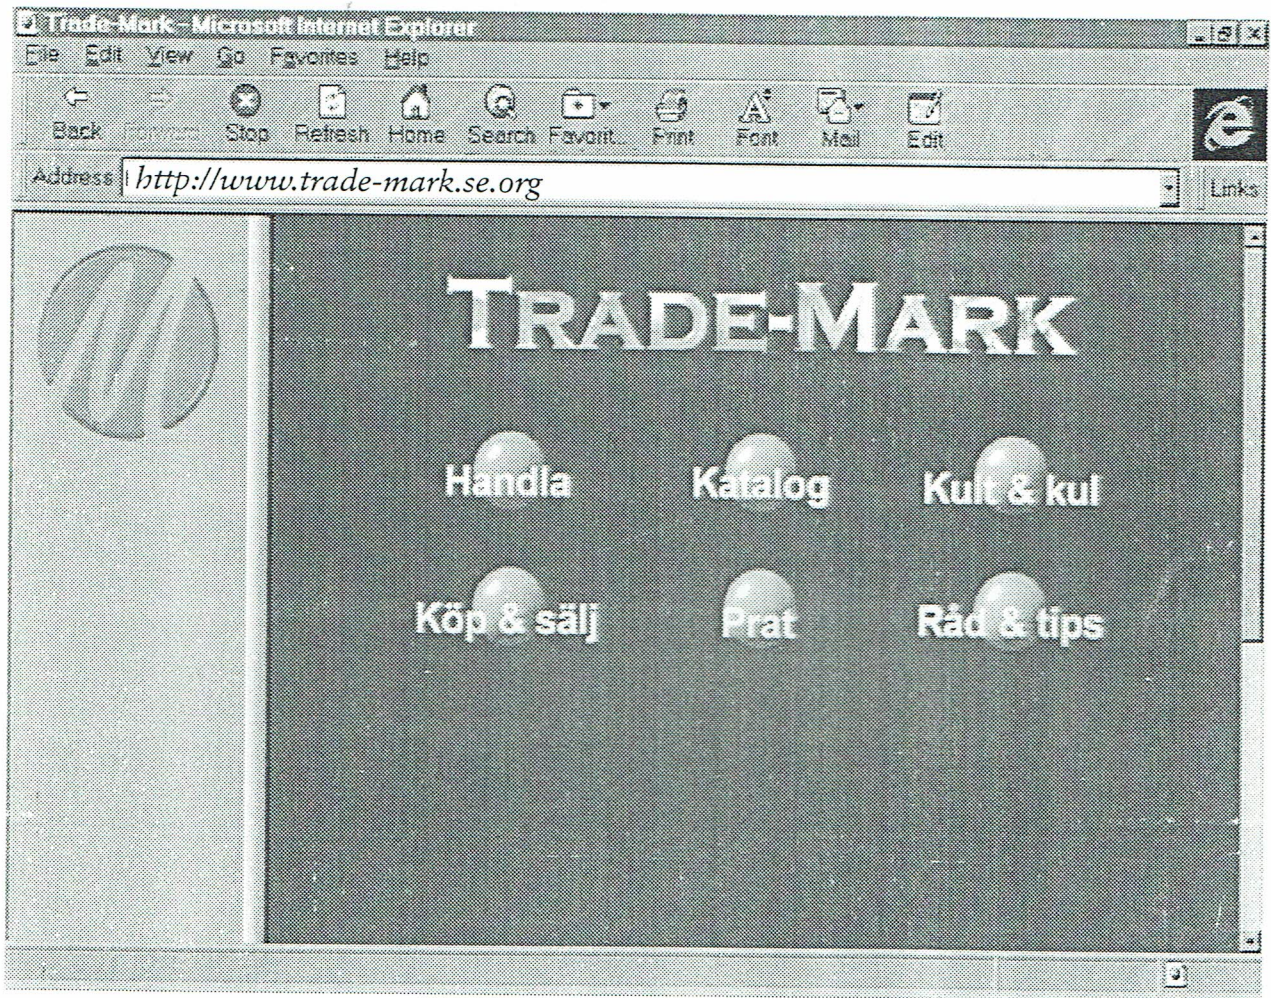 Trade-Mark - Microsoft Internet Explorer
File Edit View Go Favorites Help
Back Forward Stop Refresh Home Search Favorit... Print Font Mail Edit
Address http://www.trade-mark.se.org Links
TRADE-MARK
Handla Katalog Kult & kul
Köp & sälj Prat Råd & tips